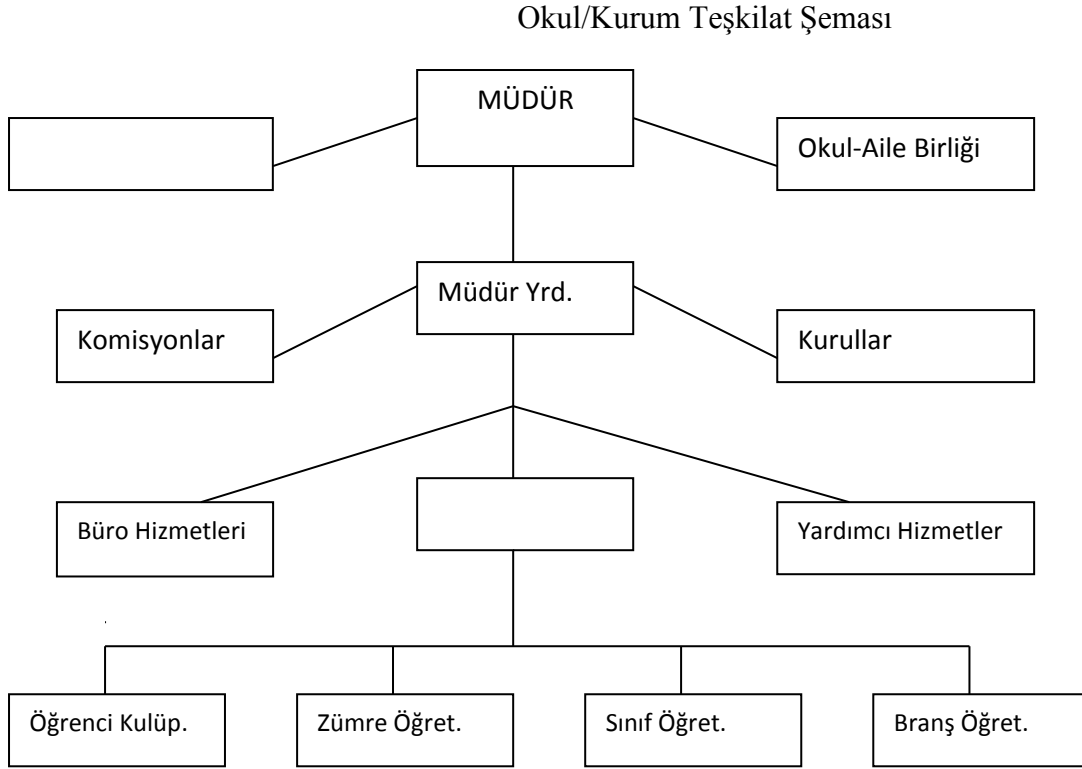 Okul/Kurum Teşkilat Şeması
MÜDÜR
Okul-Aile Birliği
Müdür Yrd.
Komisyonlar
Kurullar
Büro Hizmetleri
Yardımcı Hizmetler
Öğrenci Kulüp.
Zümre Öğret.
Sınıf Öğret.
Branş Öğret.